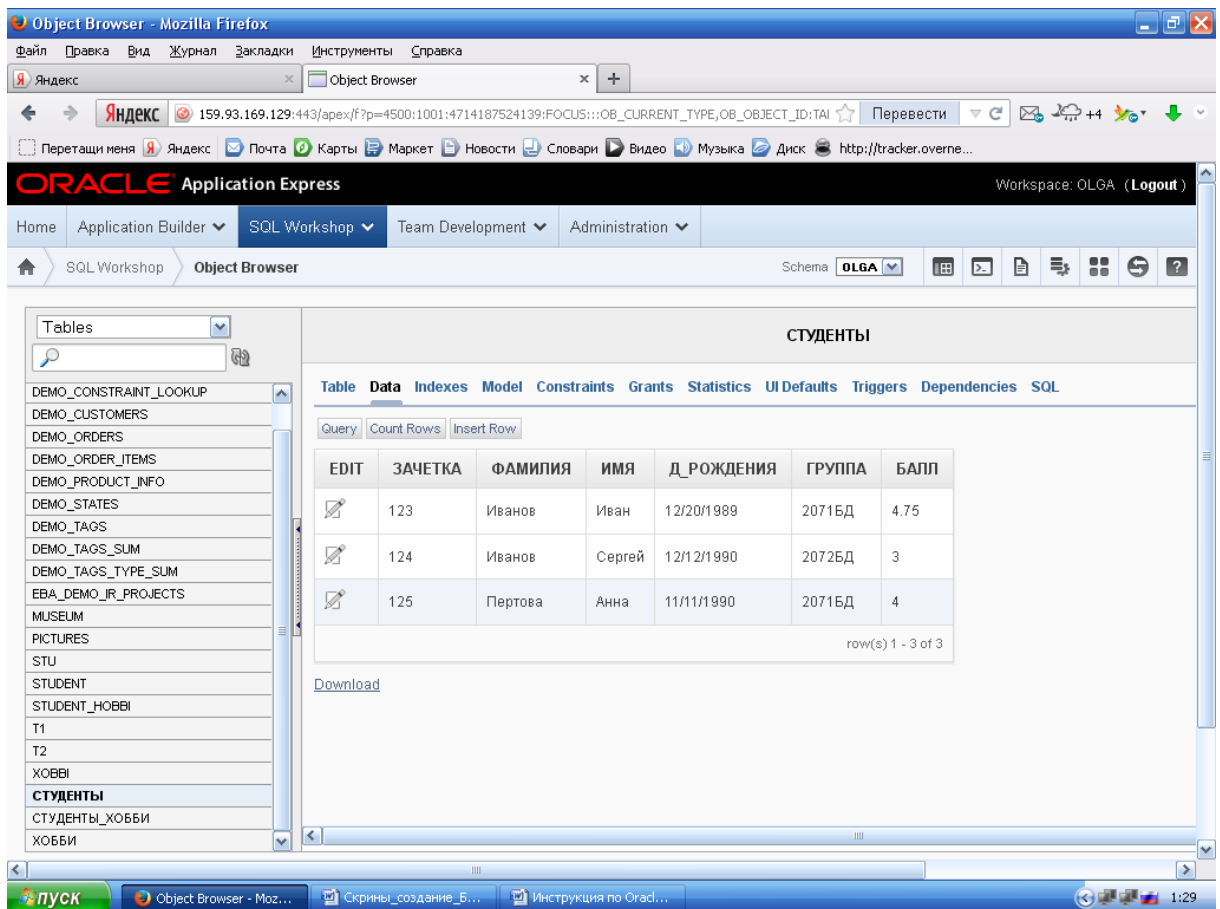 Object Browser - Mozilla Firefox
Файл Правка Вид Журнал Закладки Инструменты Справка
Яндекс Object Browser
Яндекс 159.93.169.129:443/apex/f?p=4500:1001:4714187524139:FOCUS:::OB_CURRENT_TYPE,OB_OBJECT_ID:TAI Перевести +4
Перетащи меня Яндекс Почта Карты Маркет Новости Словари Видео Музыка Диск http://tracker.overne...
ORACLE Application Express Workspace: OLGA (Logout)
Home Application Builder SQL Workshop Team Development Administration
SQL Workshop Object Browser Schema OLGA
Tables
СТУДЕНТЫ
DEMO_CONSTRAINT_LOOKUP
DEMO_CUSTOMERS
DEMO_ORDERS
DEMO_ORDER_ITEMS
DEMO_PRODUCT_INFO
DEMO_STATES
DEMO_TAGS
DEMO_TAGS_SUM
DEMO_TAGS_TYPE_SUM
EBA_DEMO_IR_PROJECTS
MUSEUM
PICTURES
STU
STUDENT
STUDENT_HOBBI
T1
T2
XOBBI
СТУДЕНТЫ
СТУДЕНТЫ_ХОББИ
ХОББИ
Table Data Indexes Model Constraints Grants Statistics UI Defaults Triggers Dependencies SQL
Query Count Rows Insert Row
EDIT ЗАЧЕТКА ФАМИЛИЯ ИМЯ Д_РОЖДЕНИЯ ГРУППА БАЛЛ
123 Иванов Иван 12/20/1989 2071БД 4.75
124 Иванов Сергей 12/12/1990 2072БД 3
125 Пертова Анна 11/11/1990 2071БД 4
row(s) 1 - 3 of 3
Download
пуск Object Browser - Moz... Скрины_создание_Б... Инструкция по Oracl... 1:29